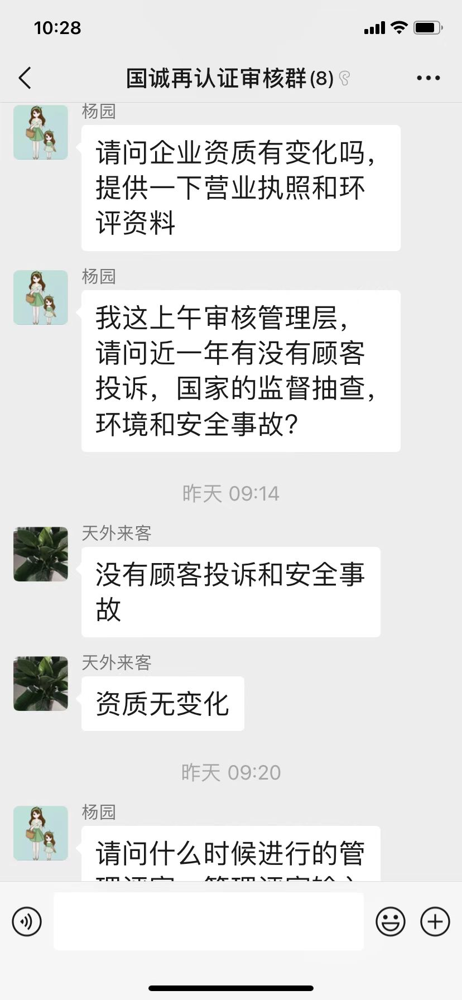 10:28
国诚再认证审核群(8)
杨园
请问企业资质有变化吗，
提供一下营业执照和环
评资料
杨园
我这上午审核管理层，
请问近一年有没有顾客
投诉，国家的监督抽查，
环境和安全事故？
昨天 09:14
天外来客
没有顾客投诉和安全事
故
天外来客
资质无变化
昨天 09:20
杨园
请问什么时候进行的管